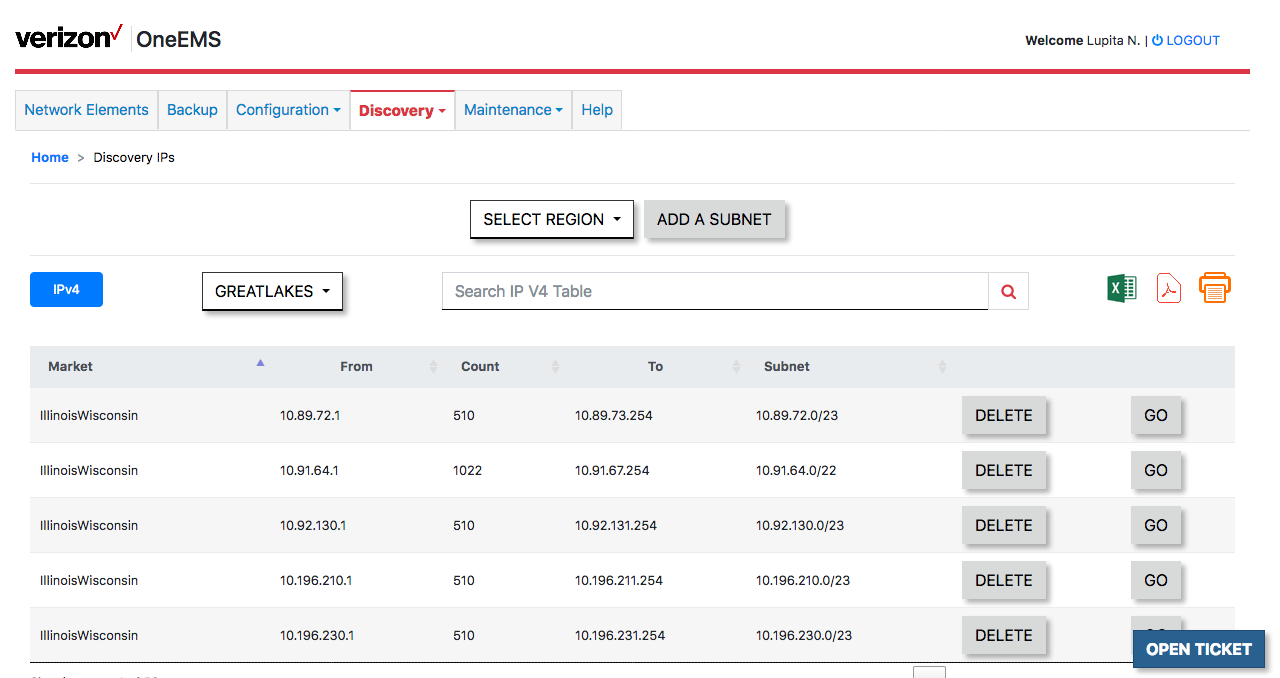 verizon✓ OneEMS
Welcome Lupita N. | LOGOUT
Network Elements Backup Configuration Discovery Maintenance Help
Home > Discovery IPs
SELECT REGION ADD A SUBNET
IPv4 GREATLAKES Search IP V4 Table
Market From Count To Subnet
IllinoisWisconsin 10.89.72.1 510 10.89.73.254 10.89.72.0/23 DELETE GO
IllinoisWisconsin 10.91.64.1 1022 10.91.67.254 10.91.64.0/22 DELETE GO
IllinoisWisconsin 10.92.130.1 510 10.92.131.254 10.92.130.0/23 DELETE GO
IllinoisWisconsin 10.196.210.1 510 10.196.211.254 10.196.210.0/23 DELETE GO
IllinoisWisconsin 10.196.230.1 510 10.196.231.254 10.196.230.0/23 DELETE
OPEN TICKET